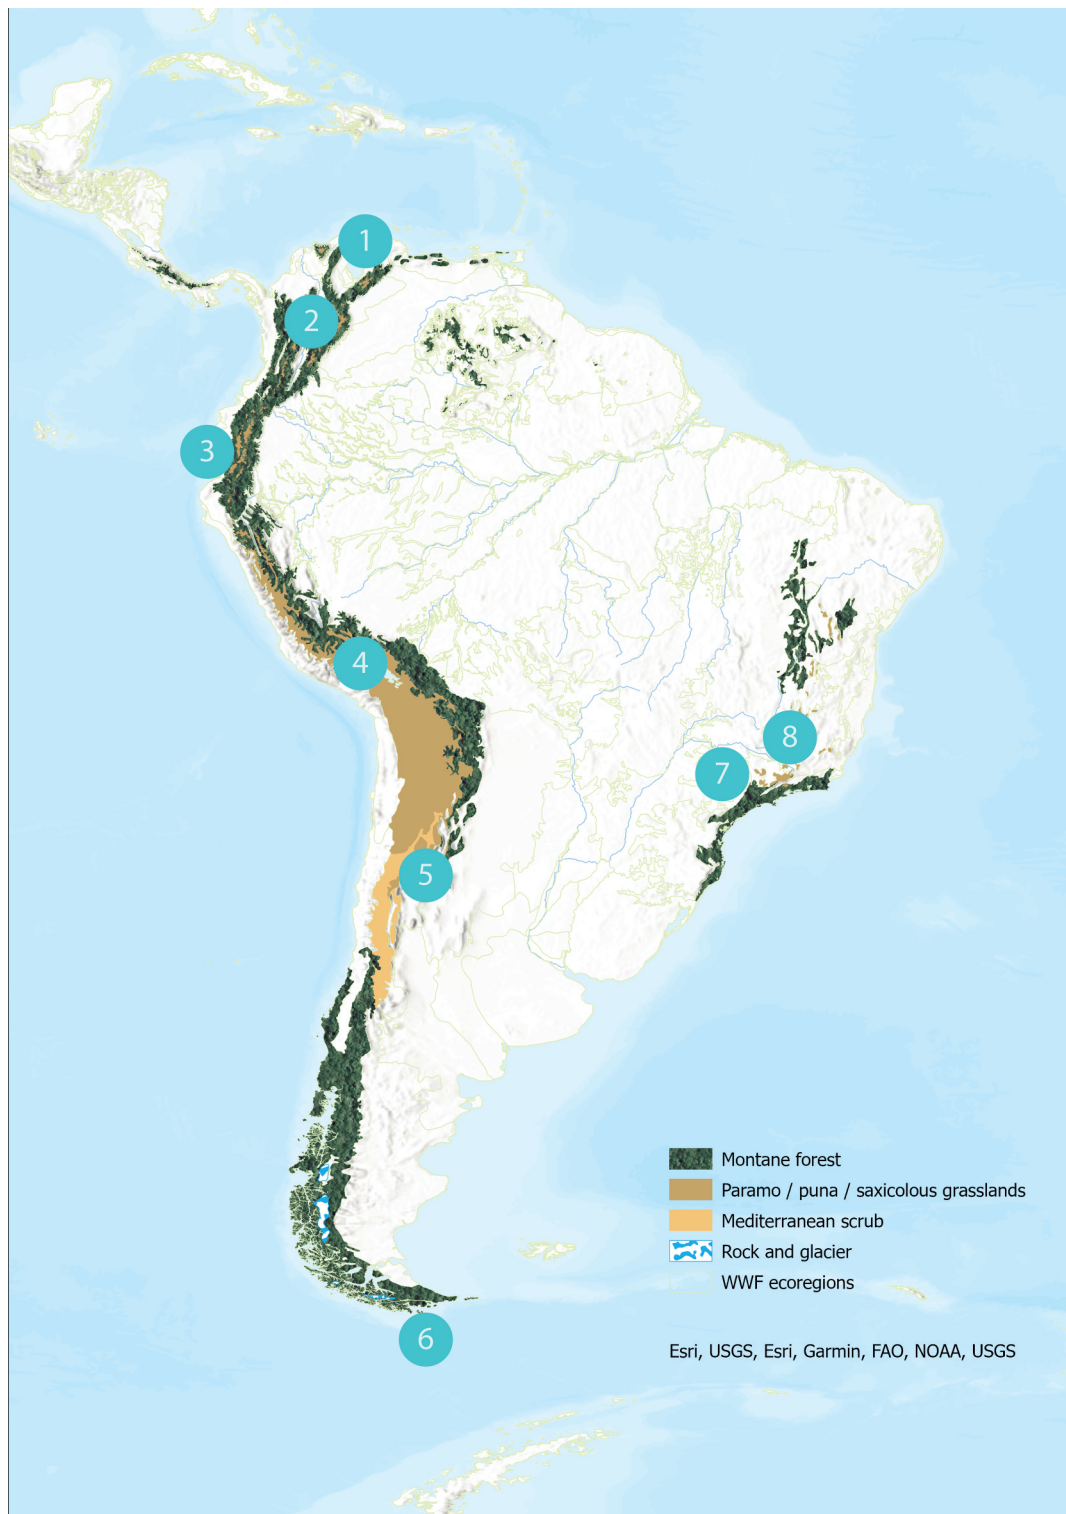 1
2
3
4
5
6
7
8
Montane forest
Paramo / puna / saxicolous grasslands
Mediterranean scrub
Rock and glacier
WWF ecoregions
Esri, USGS, Esri, Garmin, FAO, NOAA, USGS